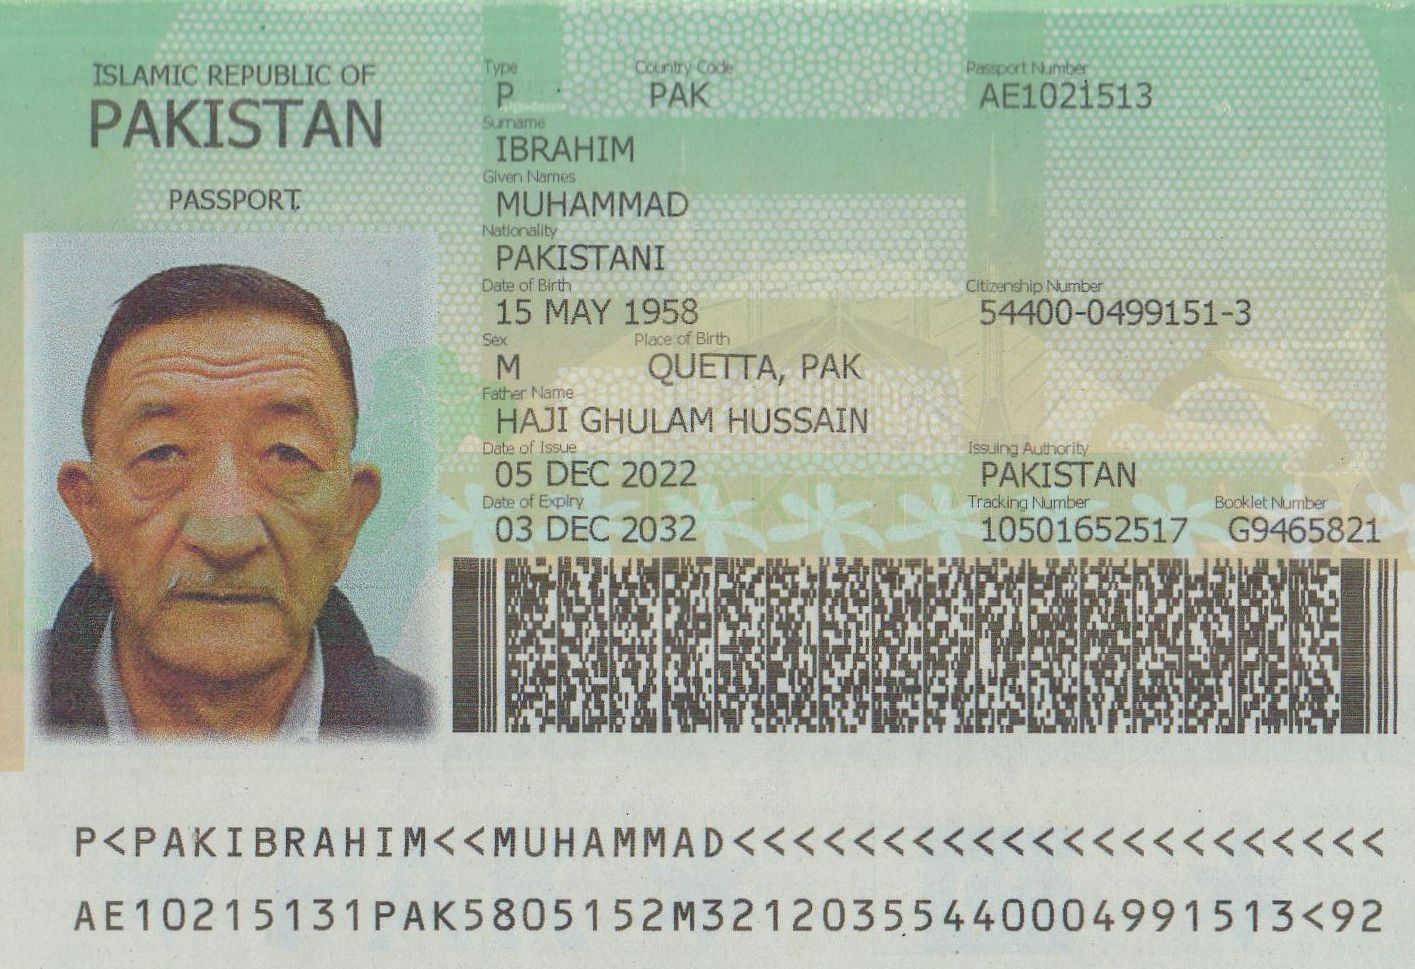 ISLAMIC REPUBLIC OF
PAKISTAN
PASSPORT
Type Country Code Passport Number
P PAK AE1021513
Surname
IBRAHIM
Given Names
MUHAMMAD
Nationality
PAKISTANI
Date of Birth Citizenship Number
15 MAY 1958 54400-0499151-3
Sex Place of Birth
M QUETTA, PAK
Father Name
HAJI GHULAM HUSSAIN
Date of Issue Issuing Authority
05 DEC 2022 PAKISTAN
Date of Expiry Tracking Number Booklet Number
03 DEC 2032 10501652517 G9465821
P<PAKIBRAHIM<<MUHAMMAD<<<<<<<<<<<<<<<<<<<<<<
AE10215131PAK5805152M32120355440004991513<92